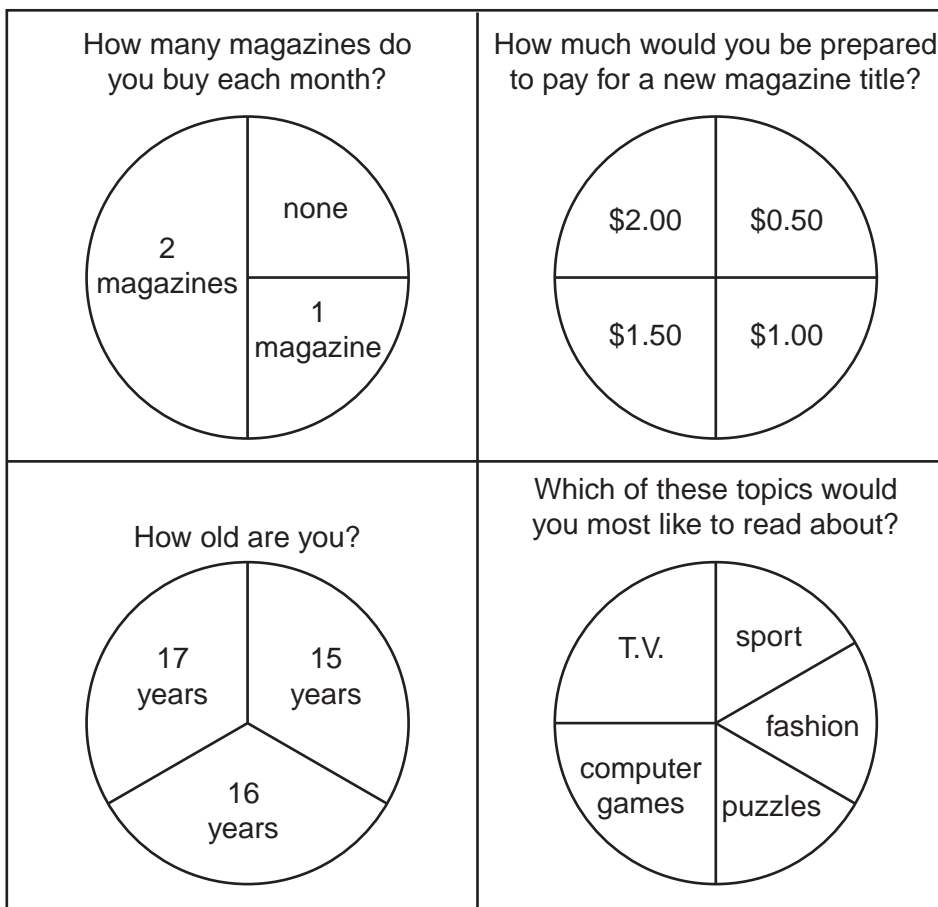 How many magazines do
you buy each month?
none
2
magazines
1
magazine
How much would you be prepared
to pay for a new magazine title?
$2.00
$0.50
$1.50
$1.00
How old are you?
17
years
15
years
16
years
Which of these topics would
you most like to read about?
T.V.
sport
fashion
computer
games
puzzles